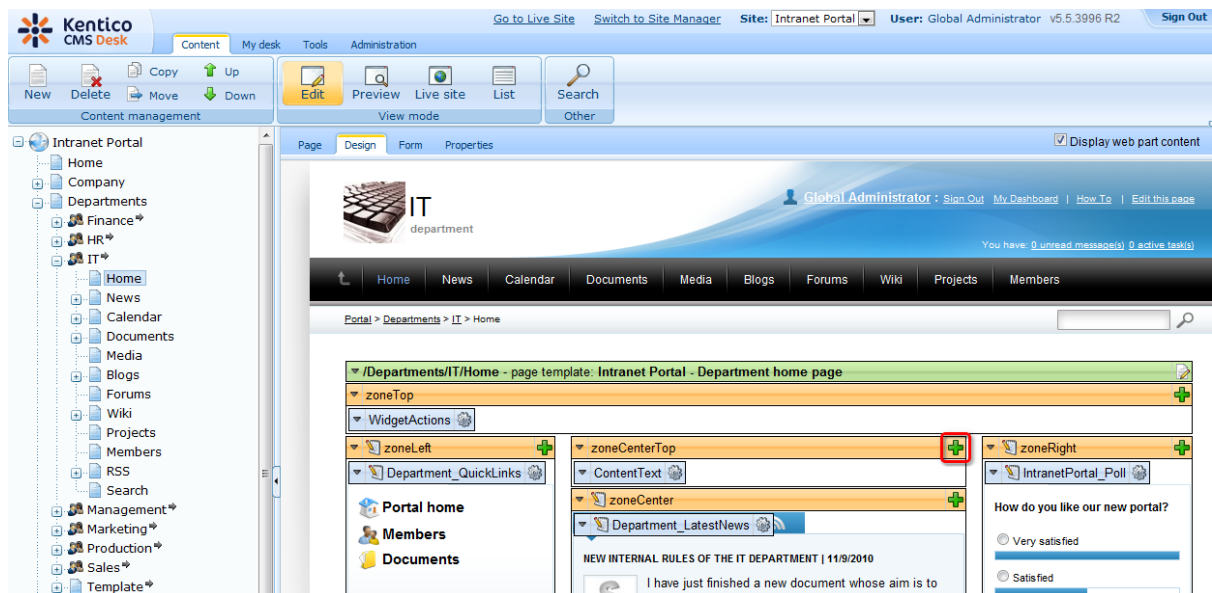 Kentico
CMS Desk
Go to Live Site Switch to Site Manager Site: Intranet Portal User: Global Administrator v5.5.3996 R2 Sign Out
Content My desk Tools Administration
New Delete Copy Move Up Down
Content management
Edit Preview Live site List
View mode
Search
Other
Intranet Portal
Home
Company
Departments
Finance
HR
IT
Home
News
Calendar
Documents
Media
Blogs
Forums
Wiki
Projects
Members
RSS
Search
Management
Marketing
Production
Sales
Template
Page Design Form Properties Display web part content
IT
department
Global Administrator : Sign Out My Dashboard | How To | Edit this page
You have: 0 unread message(s) 0 active task(s)
Home News Calendar Documents Media Blogs Forums Wiki Projects Members
Portal > Departments > IT > Home
/Departments/IT/Home - page template: Intranet Portal - Department home page
zoneTop
WidgetActions
zoneLeft
Department_QuickLinks
Portal home
Members
Documents
zoneCenterTop
ContentText
zoneCenter
Department_LatestNews
NEW INTERNAL RULES OF THE IT DEPARTMENT | 11/9/2010
I have just finished a new document whose aim is to
zoneRight
IntranetPortal_Poll
How do you like our new portal?
Very satisfied
Satisfied